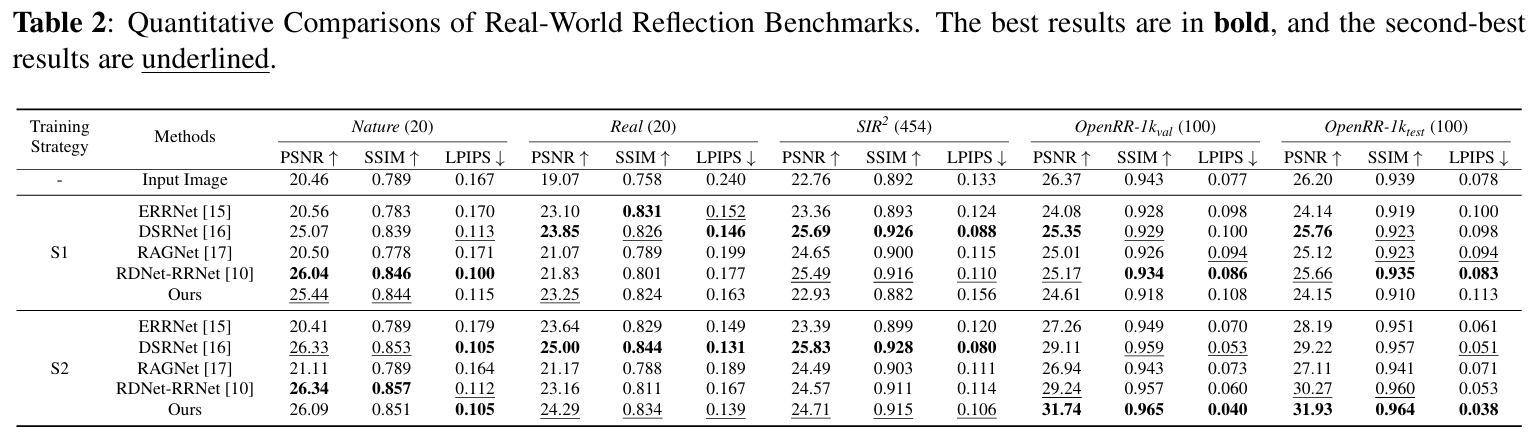 Table 2: Quantitative Comparisons of Real-World Reflection Benchmarks. The best results are in bold, and the second-best
results are underlined.
Training Strategy Methods Nature (20) Real (20) SIR² (454) OpenRR-1k_val (100) OpenRR-1k_test (100)
PSNR ↑ SSIM ↑ LPIPS ↓ PSNR ↑ SSIM ↑ LPIPS ↓ PSNR ↑ SSIM ↑ LPIPS ↓ PSNR ↑ SSIM ↑ LPIPS ↓ PSNR ↑ SSIM ↑ LPIPS ↓
- Input Image 20.46 0.789 0.167 19.07 0.758 0.240 22.76 0.892 0.133 26.37 0.943 0.077 26.20 0.939 0.078
ERRNet [15] 20.56 0.783 0.170 23.10 0.831 0.152 23.36 0.893 0.124 24.08 0.928 0.098 24.14 0.919 0.100
DSRNet [16] 25.07 0.839 0.113 23.85 0.826 0.146 25.69 0.926 0.088 25.35 0.929 0.100 25.76 0.923 0.098
S1 RAGNet [17] 20.50 0.778 0.171 21.07 0.789 0.199 24.65 0.900 0.115 25.01 0.926 0.094 25.12 0.923 0.094
RDNet-RRNet [10] 26.04 0.846 0.100 21.83 0.801 0.177 25.49 0.916 0.110 25.17 0.934 0.086 25.66 0.935 0.083
Ours 25.44 0.844 0.115 23.25 0.824 0.163 22.93 0.882 0.156 24.61 0.918 0.108 24.15 0.910 0.113
ERRNet [15] 20.41 0.789 0.179 23.64 0.829 0.149 23.39 0.899 0.120 27.26 0.949 0.070 28.19 0.951 0.061
DSRNet [16] 26.33 0.853 0.105 25.00 0.844 0.131 25.83 0.928 0.080 29.11 0.959 0.053 29.22 0.957 0.051
S2 RAGNet [17] 21.11 0.789 0.164 21.17 0.788 0.189 24.49 0.903 0.111 26.94 0.943 0.073 27.11 0.941 0.071
RDNet-RRNet [10] 26.34 0.857 0.112 23.16 0.811 0.167 24.57 0.911 0.114 29.24 0.957 0.060 30.27 0.960 0.053
Ours 26.09 0.851 0.105 24.29 0.834 0.139 24.71 0.915 0.106 31.74 0.965 0.040 31.93 0.964 0.038